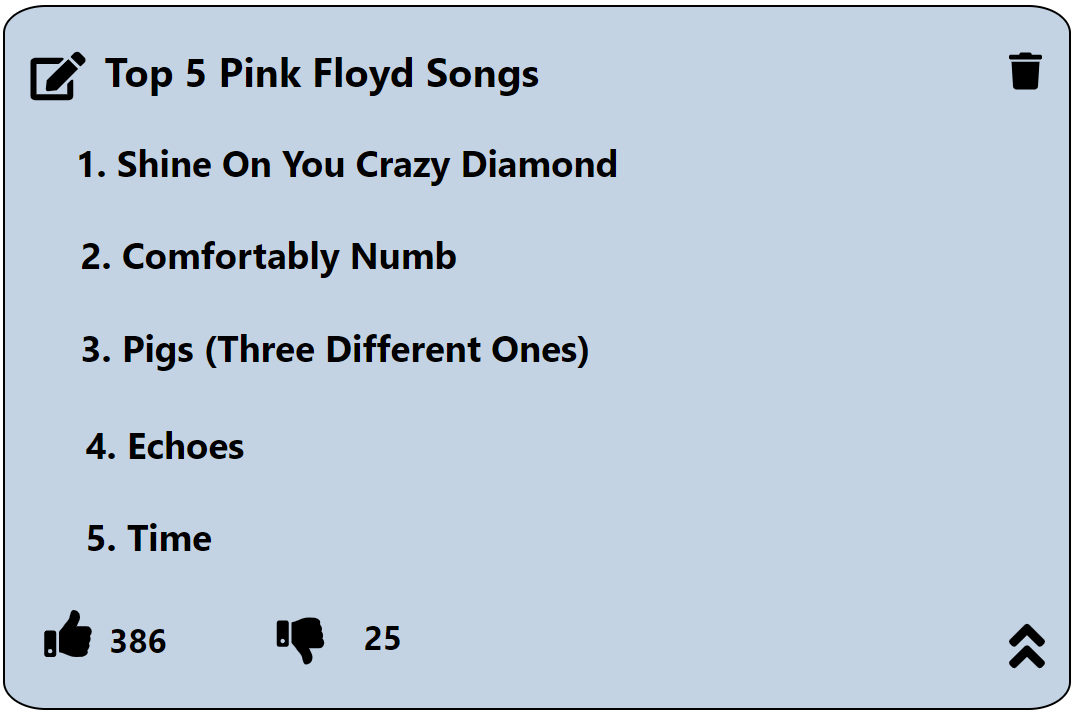 Top 5 Pink Floyd Songs
1. Shine On You Crazy Diamond
2. Comfortably Numb
3. Pigs (Three Different Ones)
4. Echoes
5. Time
386 25